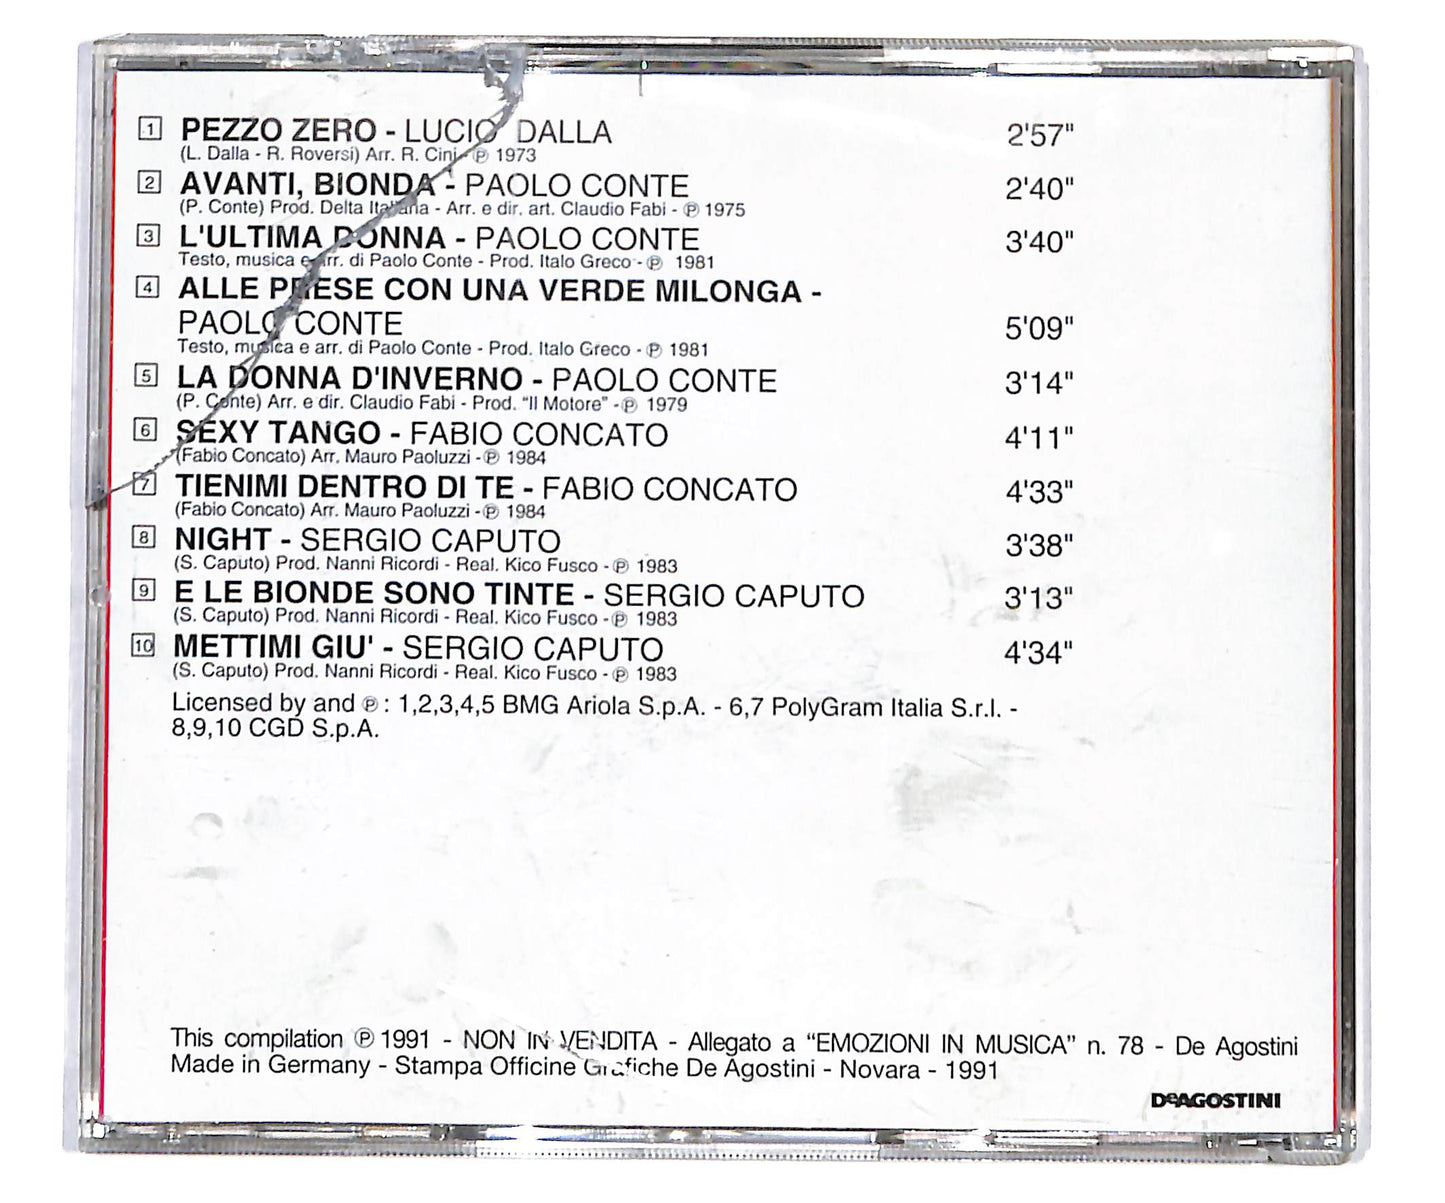 1 PEZZO ZERO - LUCIO DALLA 2'57"
(L. Dalla - R. Roversi) Arr. R. Cini - ℗ 1973
2 AVANTI, BIONDA - PAOLO CONTE 2'40"
(P. Conte) Prod. Delta Italiana - Arr. e dir. art. Claudio Fabi - ℗ 1975
3 L'ULTIMA DONNA - PAOLO CONTE 3'40"
Testo, musica e arr. di Paolo Conte - Prod. Italo Greco - ℗ 1981
4 ALLE PRESE CON UNA VERDE MILONGA -
PAOLO CONTE 5'09"
Testo, musica e arr. di Paolo Conte - Prod. Italo Greco - ℗ 1981
5 LA DONNA D'INVERNO - PAOLO CONTE 3'14"
(P. Conte) Arr. e dir. Claudio Fabi - Prod. "Il Motore" - ℗ 1979
6 SEXY TANGO - FABIO CONCATO 4'11"
(Fabio Concato) Arr. Mauro Paoluzzi - ℗ 1984
7 TIENIMI DENTRO DI TE - FABIO CONCATO 4'33"
(Fabio Concato) Arr. Mauro Paoluzzi - ℗ 1984
8 NIGHT - SERGIO CAPUTO 3'38"
(S. Caputo) Prod. Nanni Ricordi - Real. Kico Fusco - ℗ 1983
9 E LE BIONDE SONO TINTE - SERGIO CAPUTO 3'13"
(S. Caputo) Prod. Nanni Ricordi - Real. Kico Fusco - ℗ 1983
10 METTIMI GIU' - SERGIO CAPUTO 4'34"
(S. Caputo) Prod. Nanni Ricordi - Real. Kico Fusco - ℗ 1983
Licensed by and ℗ : 1,2,3,4,5 BMG Ariola S.p.A. - 6,7 PolyGram Italia S.r.l. -
8,9,10 CGD S.p.A.
This compilation ℗ 1991 - NON IN VENDITA - Allegato a "EMOZIONI IN MUSICA" n. 78 - De Agostini
Made in Germany - Stampa Officine Grafiche De Agostini - Novara - 1991
DeAGOSTINI